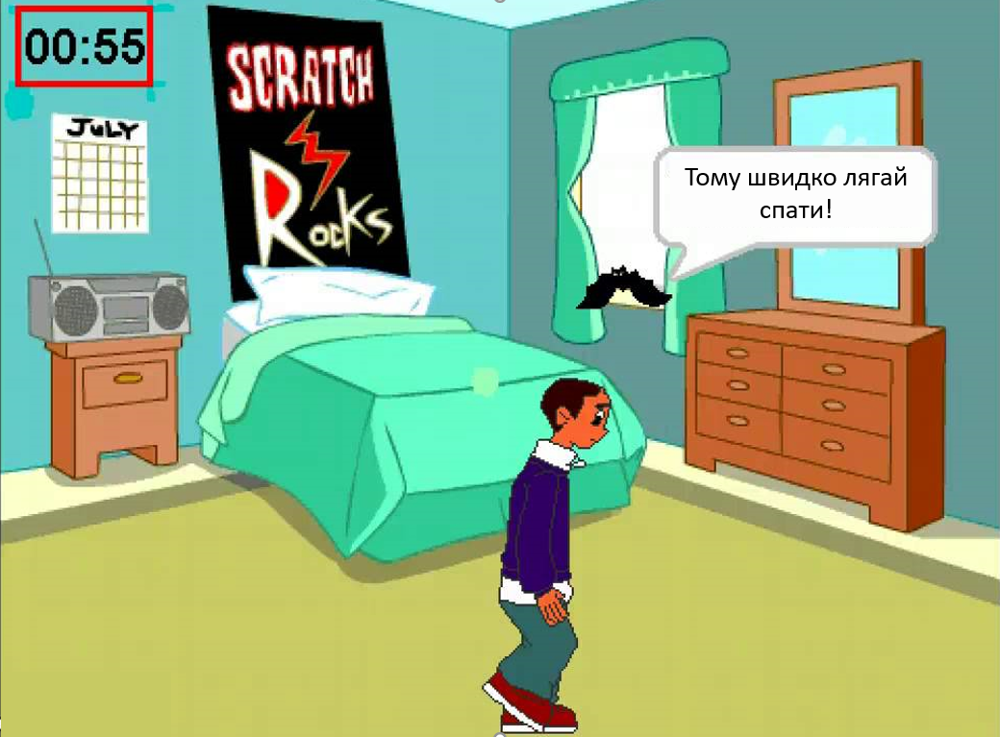 00:55
JULY
SCRATCH
Rocks
Тому швидко лягай
спати!